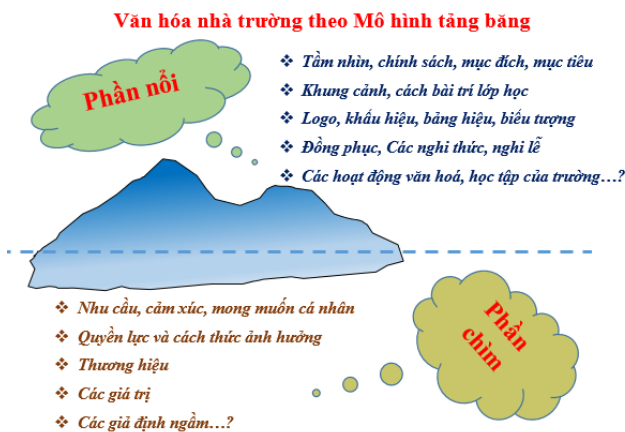 Văn hóa nhà trường theo Mô hình tảng băng
Phần nổi
❖ Tầm nhìn, chính sách, mục đích, mục tiêu
❖ Khung cảnh, cách bài trí lớp học
❖ Logo, khẩu hiệu, bảng hiệu, biểu tượng
❖ Đồng phục, Các nghi thức, nghi lễ
❖ Các hoạt động văn hoá, học tập của trường…?
❖ Nhu cầu, cảm xúc, mong muốn cá nhân
❖ Quyền lực và cách thức ảnh hưởng
❖ Thương hiệu
❖ Các giá trị
❖ Các giả định ngầm…?
Phần
chìm